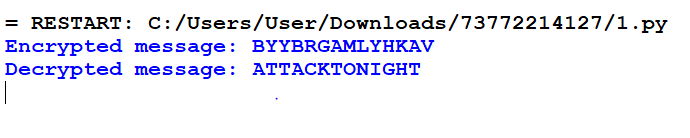 = RESTART: C:/Users/User/Downloads/73772214127/1.py
Encrypted message: BYYBRGAMLYHKAV
Decrypted message: ATTACKTONIGHT